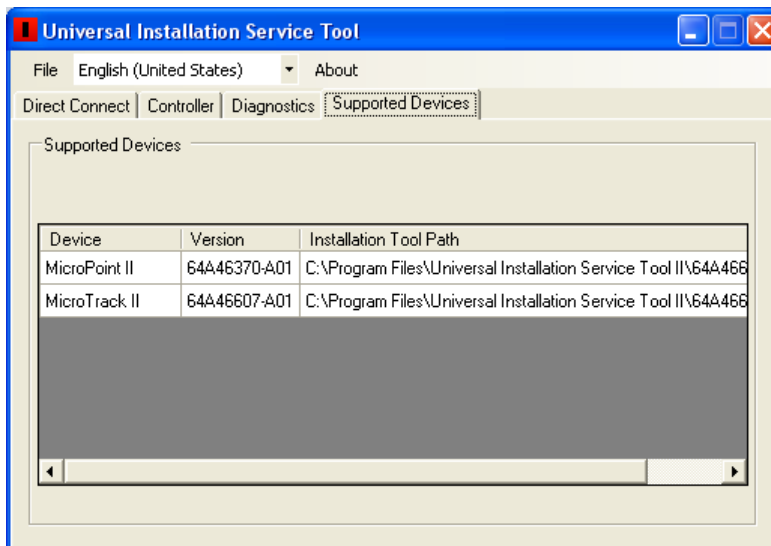 Universal Installation Service Tool
File English (United States) About
Direct Connect Controller Diagnostics Supported Devices
Supported Devices
Device Version Installation Tool Path
MicroPoint II 64A46370-A01 C:\Program Files\Universal Installation Service Tool II\64A466
MicroTrack II 64A46607-A01 C:\Program Files\Universal Installation Service Tool II\64A466